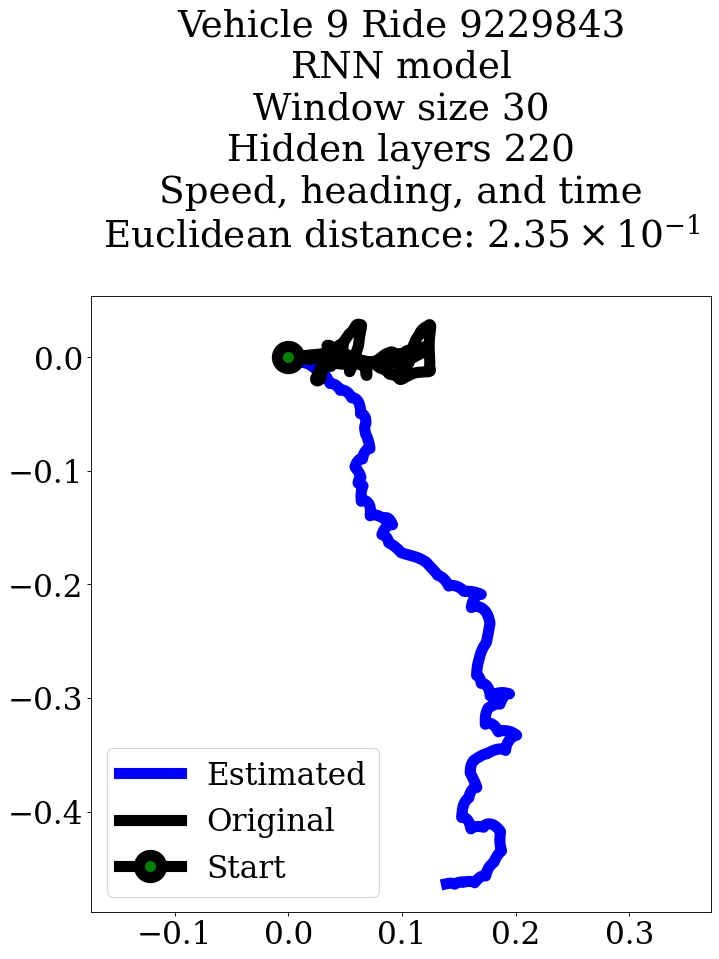 Vehicle 9 Ride 9229843
RNN model
Window size 30
Hidden layers 220
Speed, heading, and time
Euclidean distance: 2.35 × 10⁻¹
0.0
−0.1
−0.2
−0.3
−0.4
Estimated
Original
Start
−0.1 0.0 0.1 0.2 0.3